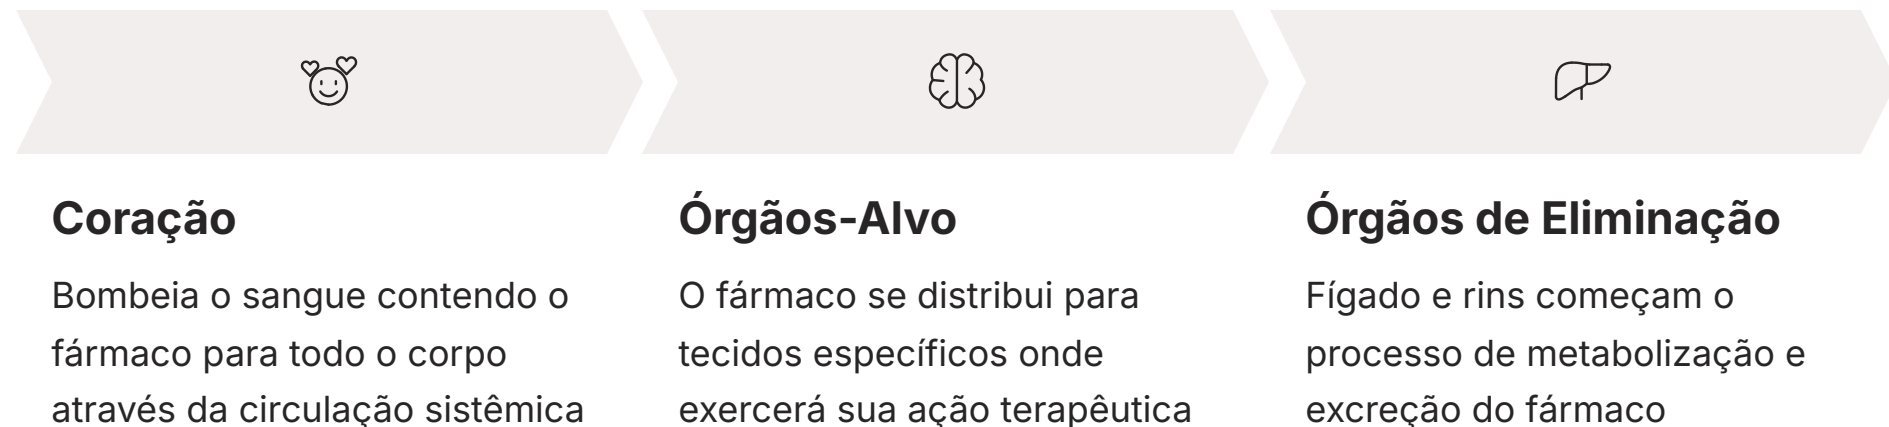 Coração
Bombeia o sangue contendo o
fármaco para todo o corpo
através da circulação sistêmica
Órgãos-Alvo
O fármaco se distribui para
tecidos específicos onde
exercerá sua ação terapêutica
Órgãos de Eliminação
Fígado e rins começam o
processo de metabolização e
excreção do fármaco